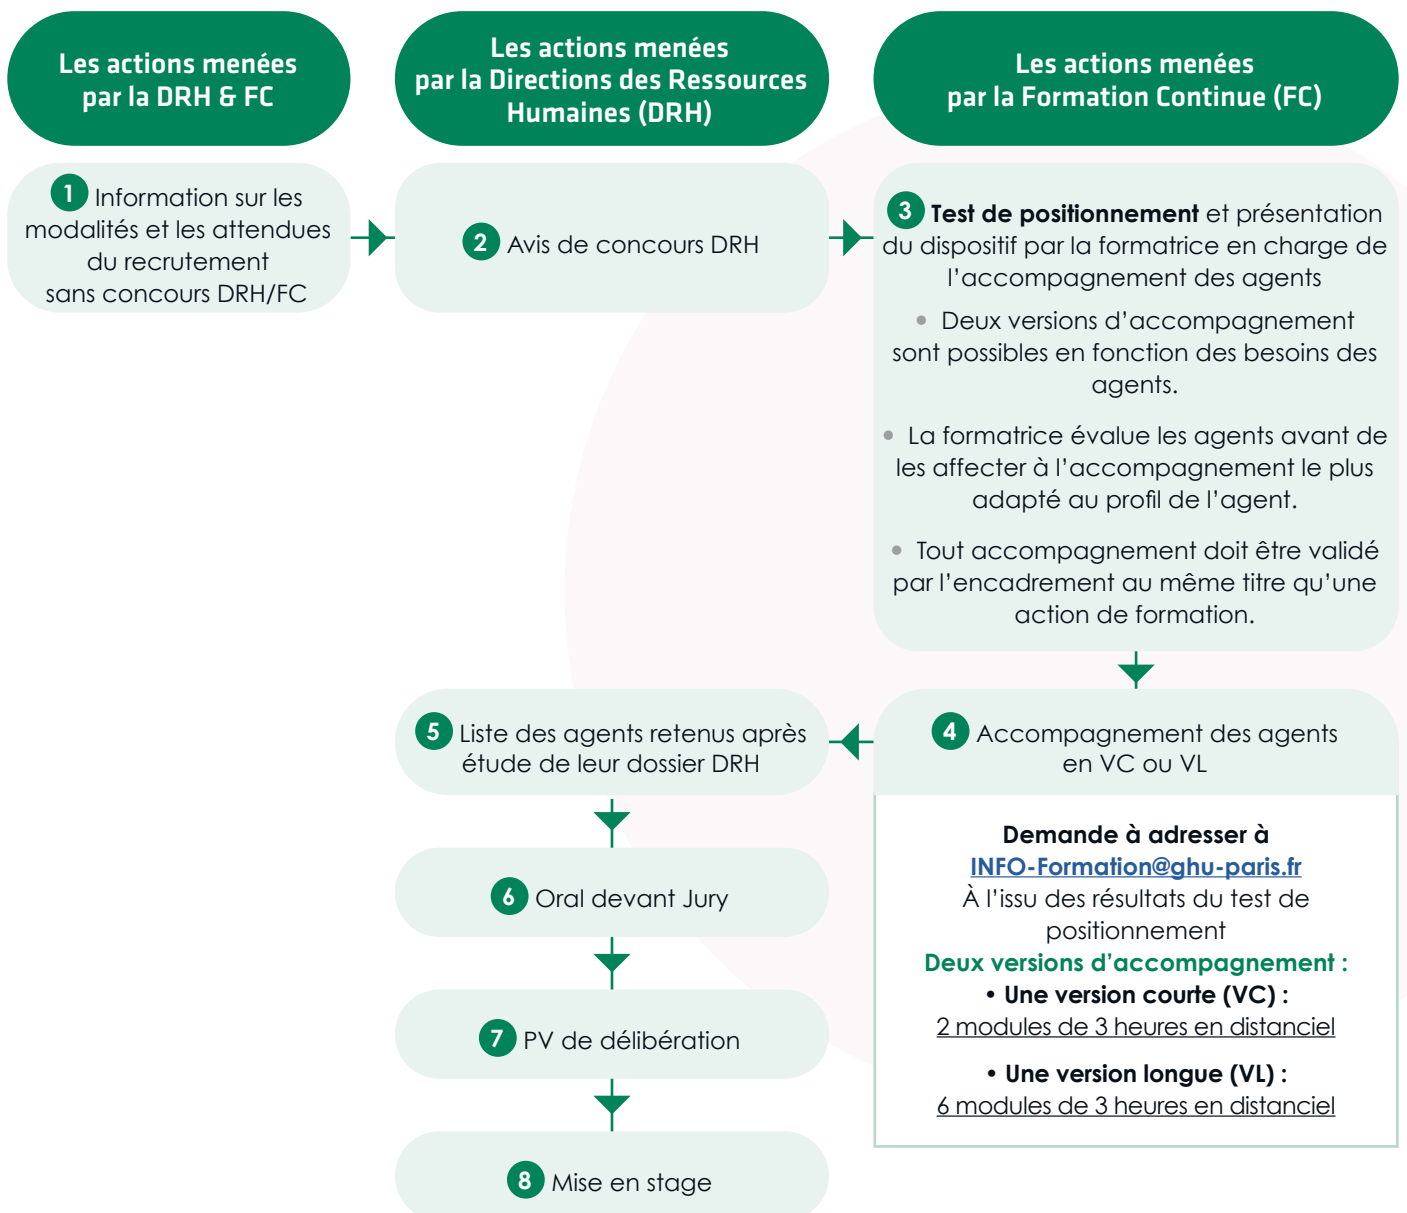 Les actions menées
par la DRH & FC
Les actions menées
par la Directions des Ressources
Humaines (DRH)
Les actions menées
par la Formation Continue (FC)
1 Information sur les
modalités et les attendues
du recrutement
sans concours DRH/FC
2 Avis de concours DRH
3 Test de positionnement et présentation
du dispositif par la formatrice en charge de
l’accompagnement des agents
• Deux versions d’accompagnement
sont possibles en fonction des besoins des
agents.
• La formatrice évalue les agents avant de
les affecter à l’accompagnement le plus
adapté au profil de l’agent.
• Tout accompagnement doit être validé
par l’encadrement au même titre qu’une
action de formation.
4 Accompagnement des agents
en VC ou VL
Demande à adresser à
INFO-Formation@ghu-paris.fr
À l’issu des résultats du test de
positionnement
Deux versions d’accompagnement :
• Une version courte (VC) :
2 modules de 3 heures en distanciel
• Une version longue (VL) :
6 modules de 3 heures en distanciel
5 Liste des agents retenus après
étude de leur dossier DRH
6 Oral devant Jury
7 PV de délibération
8 Mise en stage